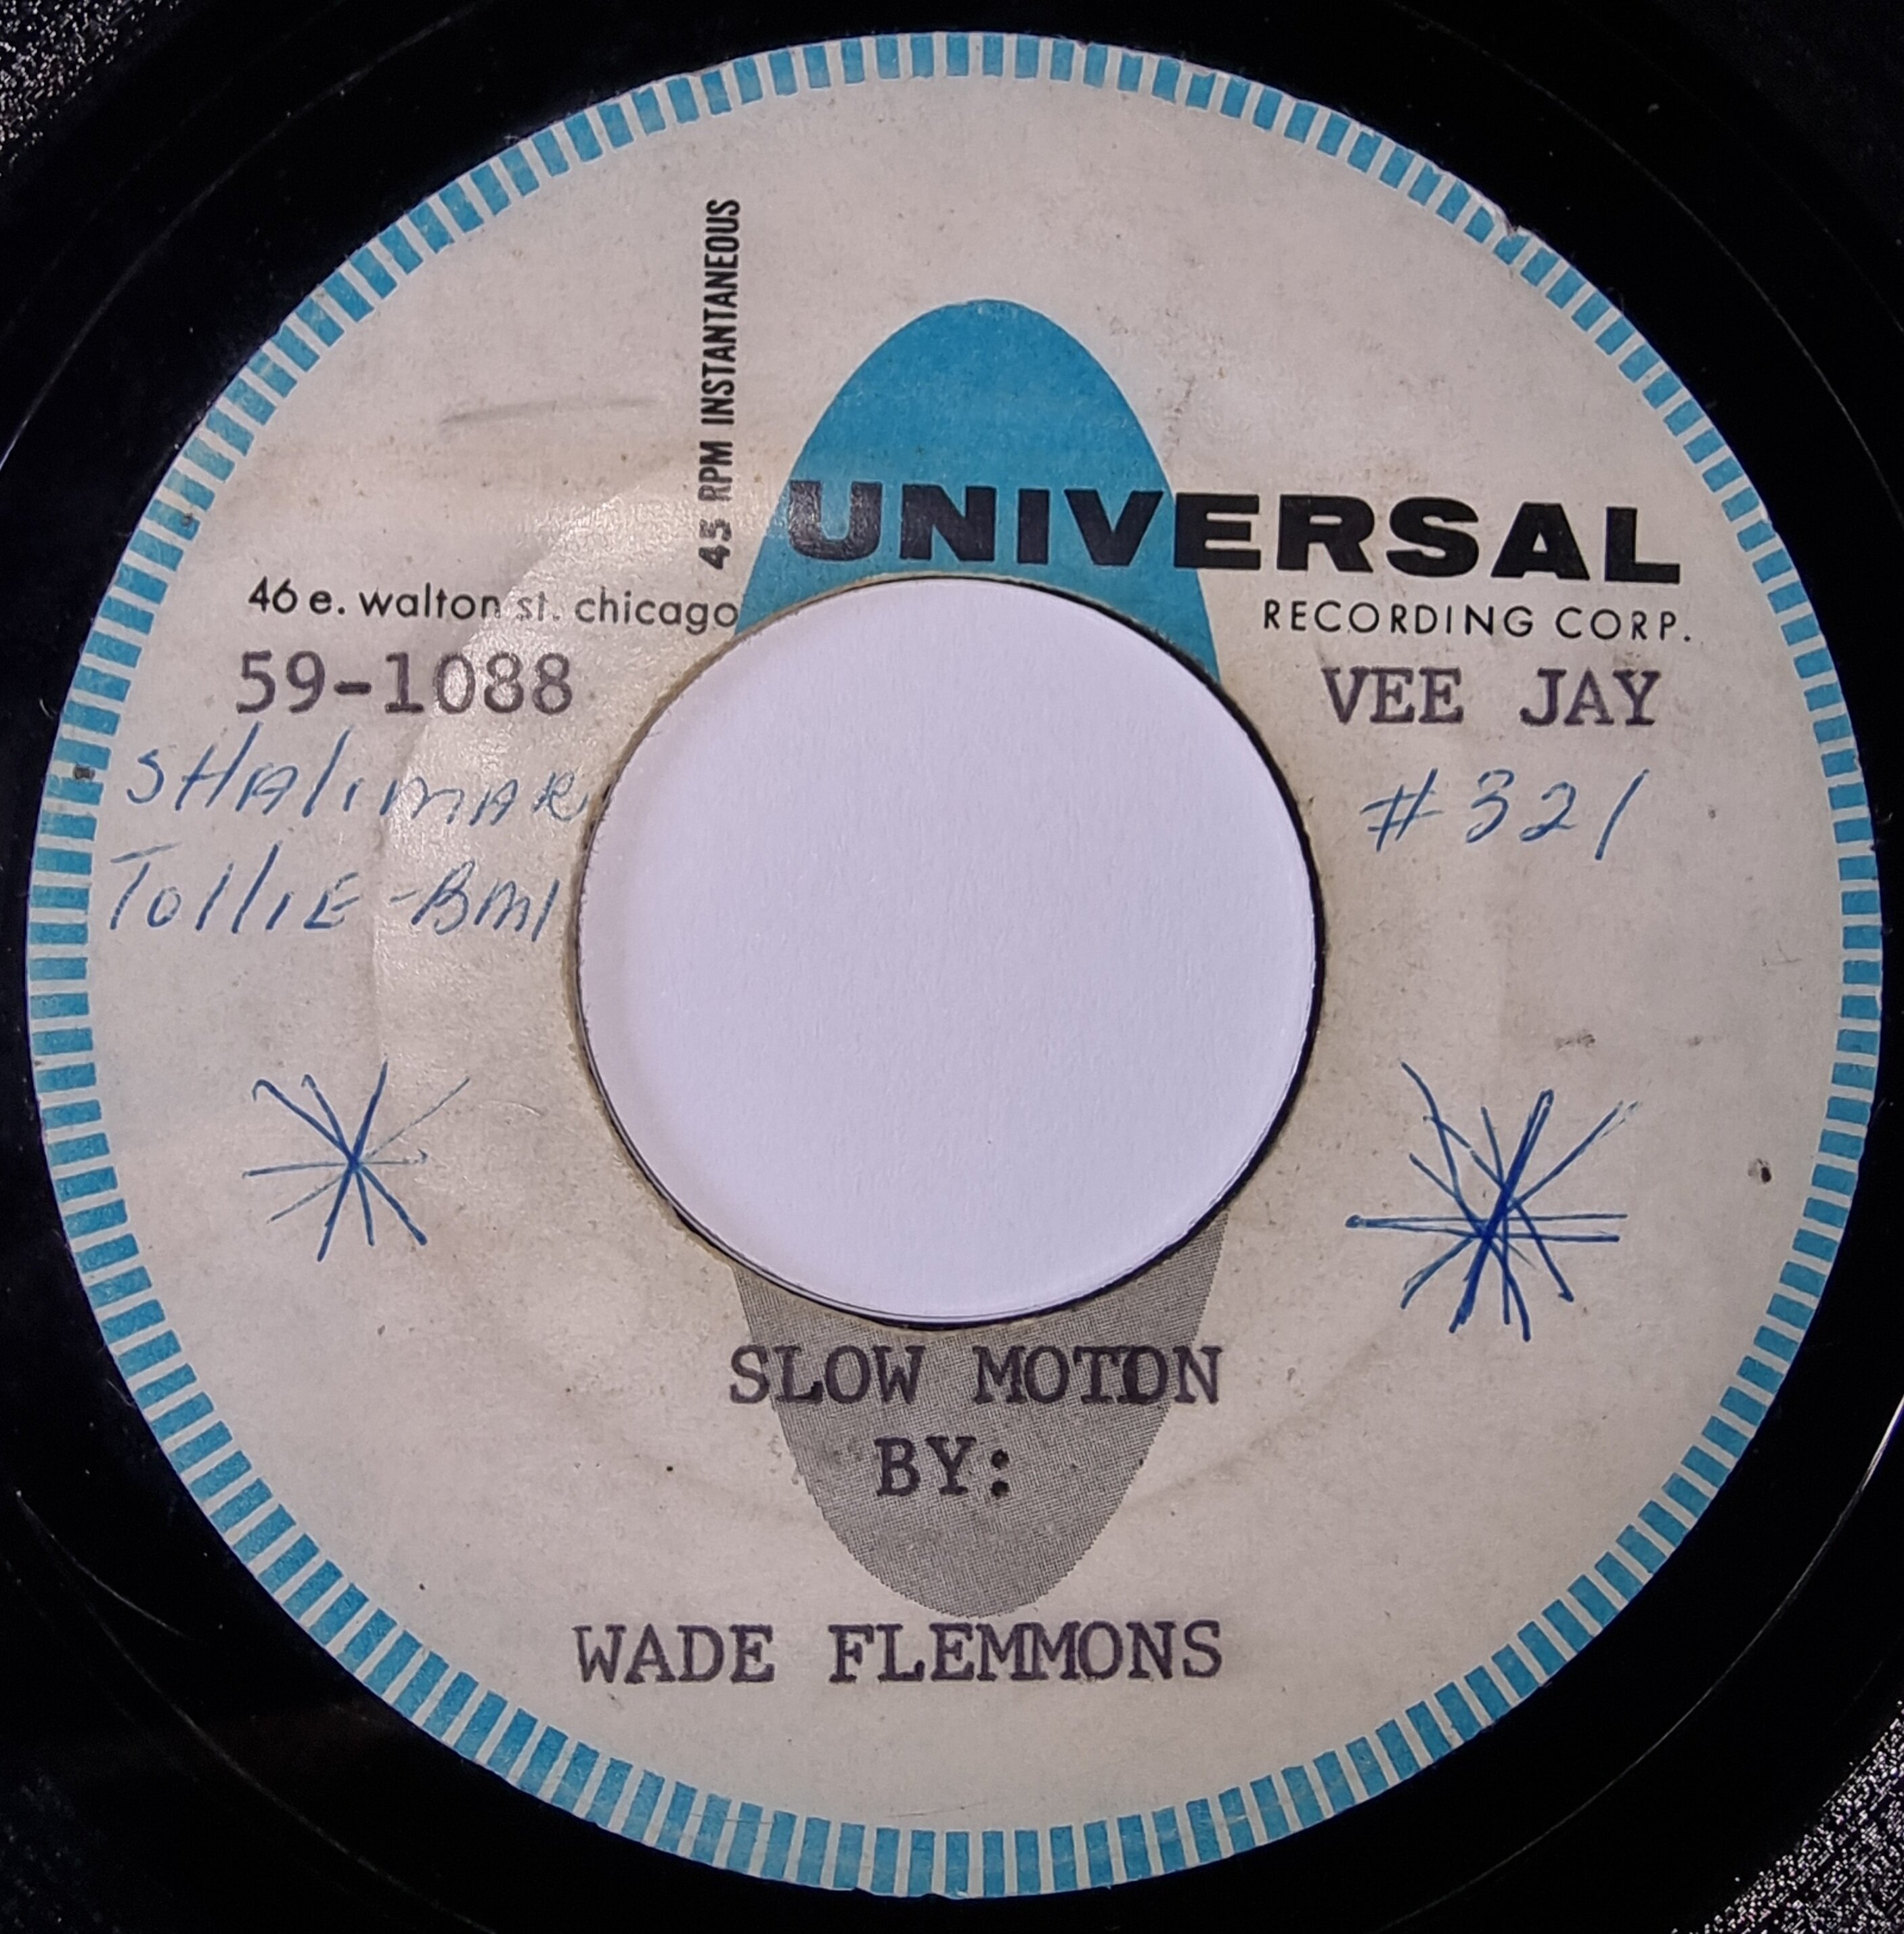 45 RPM INSTANTANEOUS
UNIVERSAL
46 e. walton st. chicago
RECORDING CORP.
59-1088
VEE JAY
SHAlimAR
#321
TollIE-BMI
SLOW MOTION
BY:
WADE FLEMMONS